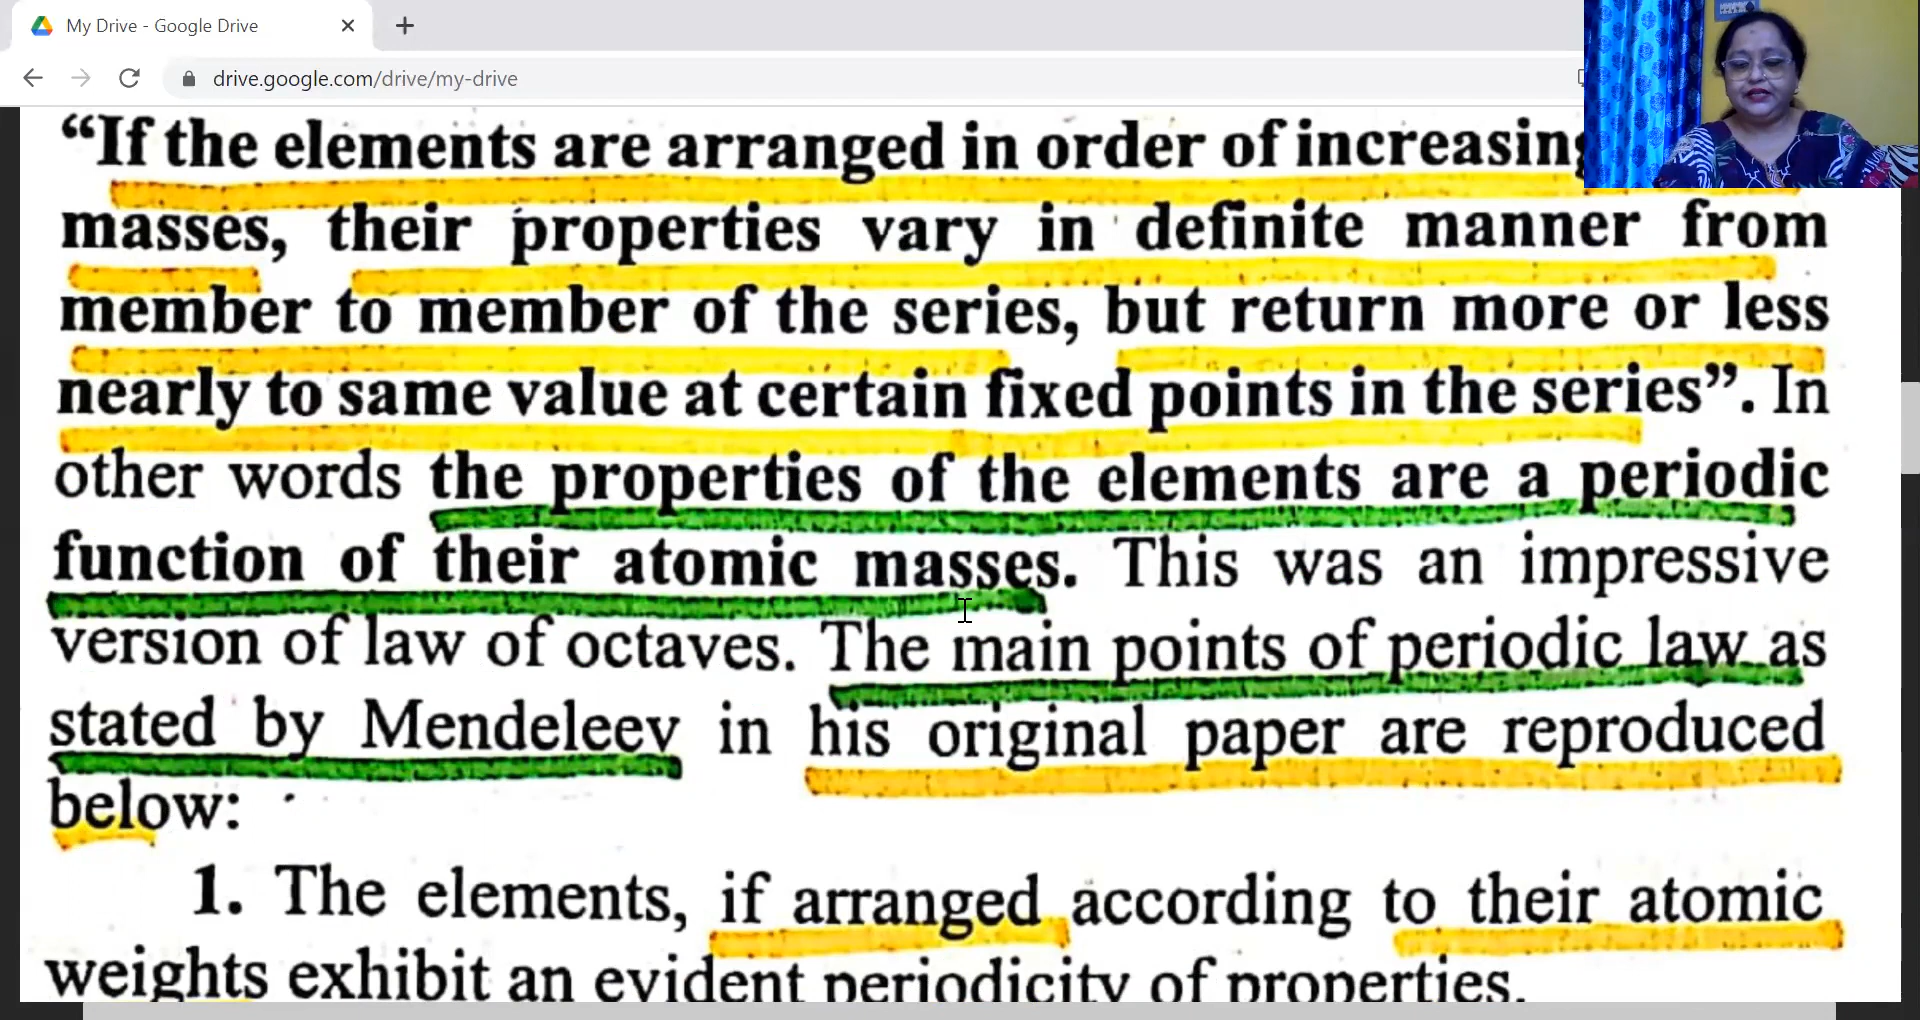 My Drive - Google Drive
drive.google.com/drive/my-drive
“If the elements are arranged in order of increasing
masses, their properties vary in definite manner from
member to member of the series, but return more or less
nearly to same value at certain fixed points in the series”. In
other words the properties of the elements are a periodic
function of their atomic masses. This was an impressive
version of law of octaves. The main points of periodic law as
stated by Mendeleev in his original paper are reproduced
below:
1. The elements, if arranged according to their atomic
weights exhibit an evident periodicity of properties.